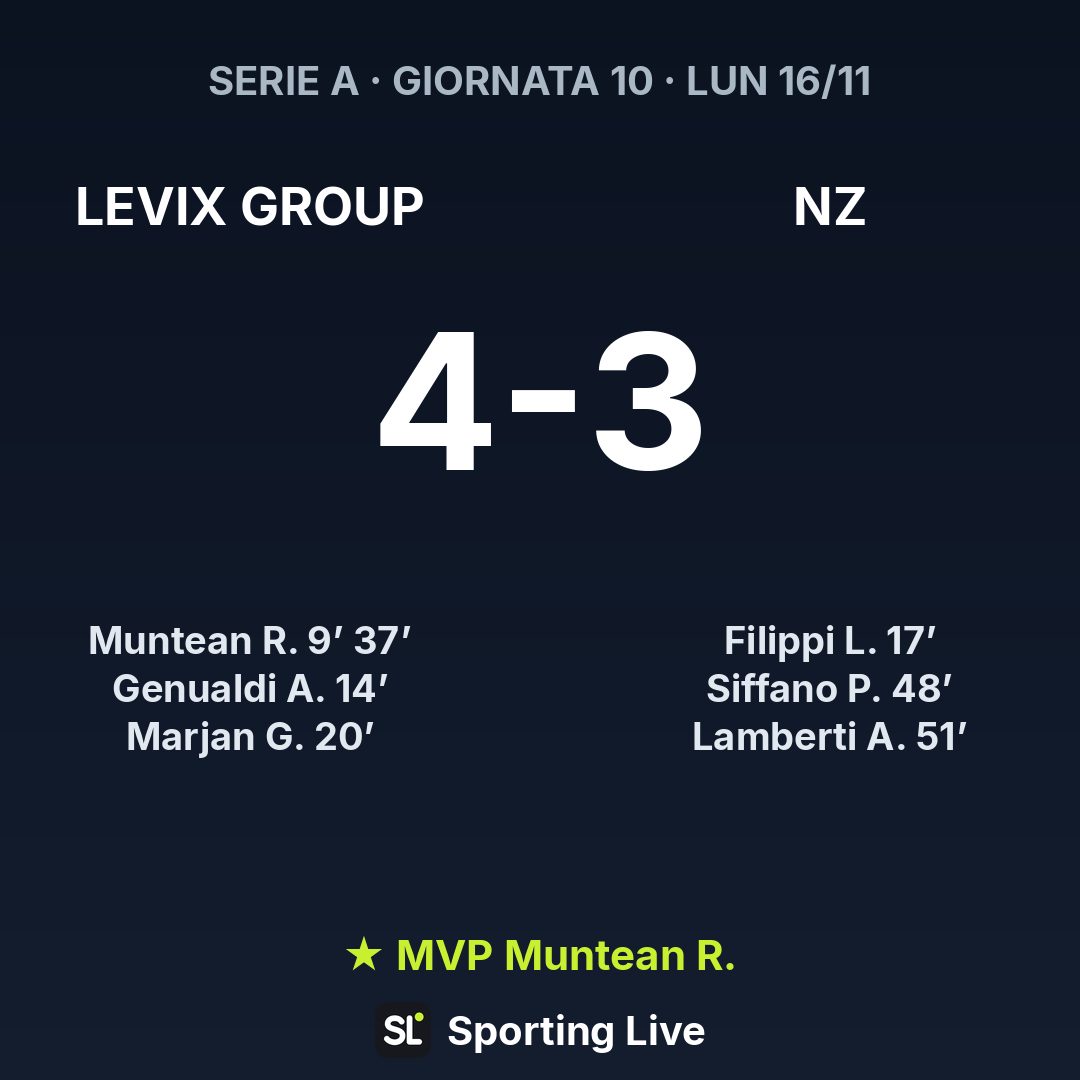 SERIE A · GIORNATA 10 · LUN 16/11
LEVIX GROUP
NZ
4-3
Muntean R. 9′ 37′
Genualdi A. 14′
Marjan G. 20′
Filippi L. 17′
Siffano P. 48′
Lamberti A. 51′
★ MVP Muntean R.
SL Sporting Live